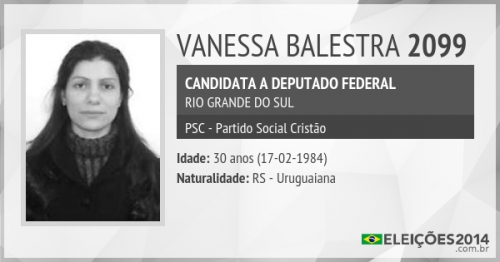 VANESSA BALESTRA 2099
CANDIDATA A DEPUTADO FEDERAL
RIO GRANDE DO SUL
PSC - Partido Social Cristão
Idade: 30 anos (17-02-1984)
Naturalidade: RS - Uruguaiana
ELEIÇÕES2014
.com.br